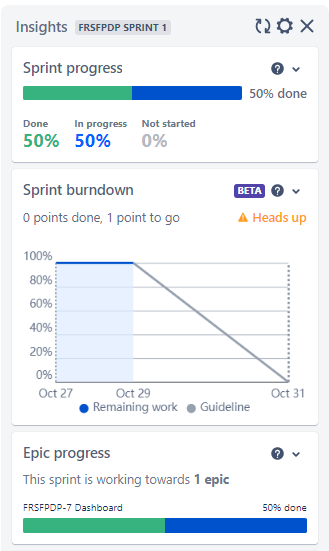 Insights FRSFPDP SPRINT 1
Sprint progress
50% done
Done In progress Not started
50% 50% 0%
Sprint burndown BETA
0 points done, 1 point to go Heads up
100%
80%
60%
40%
20%
0%
Oct 27 Oct 29 Oct 31
Remaining work Guideline
Epic progress
This sprint is working towards 1 epic
FRSFPDP-7 Dashboard 50% done